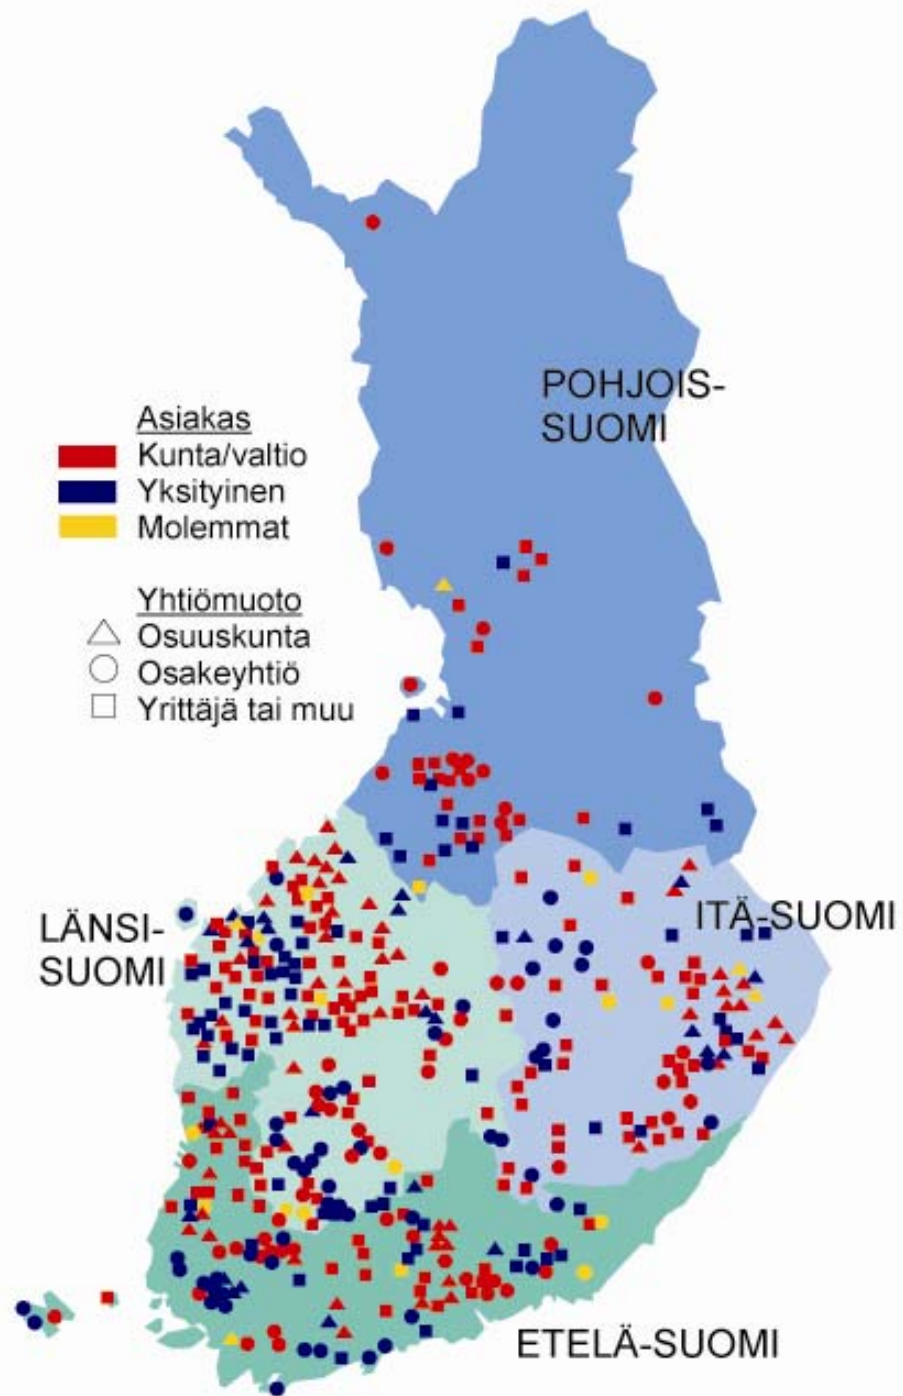 POHJOIS-
SUOMI
Asiakas
Kunta/valtio
Yksityinen
Molemmat
Yhtiömuoto
Osuuskunta
Osakeyhtiö
Yrittäjä tai muu
LÄNSI-
SUOMI
ITÄ-SUOMI
ETELÄ-SUOMI